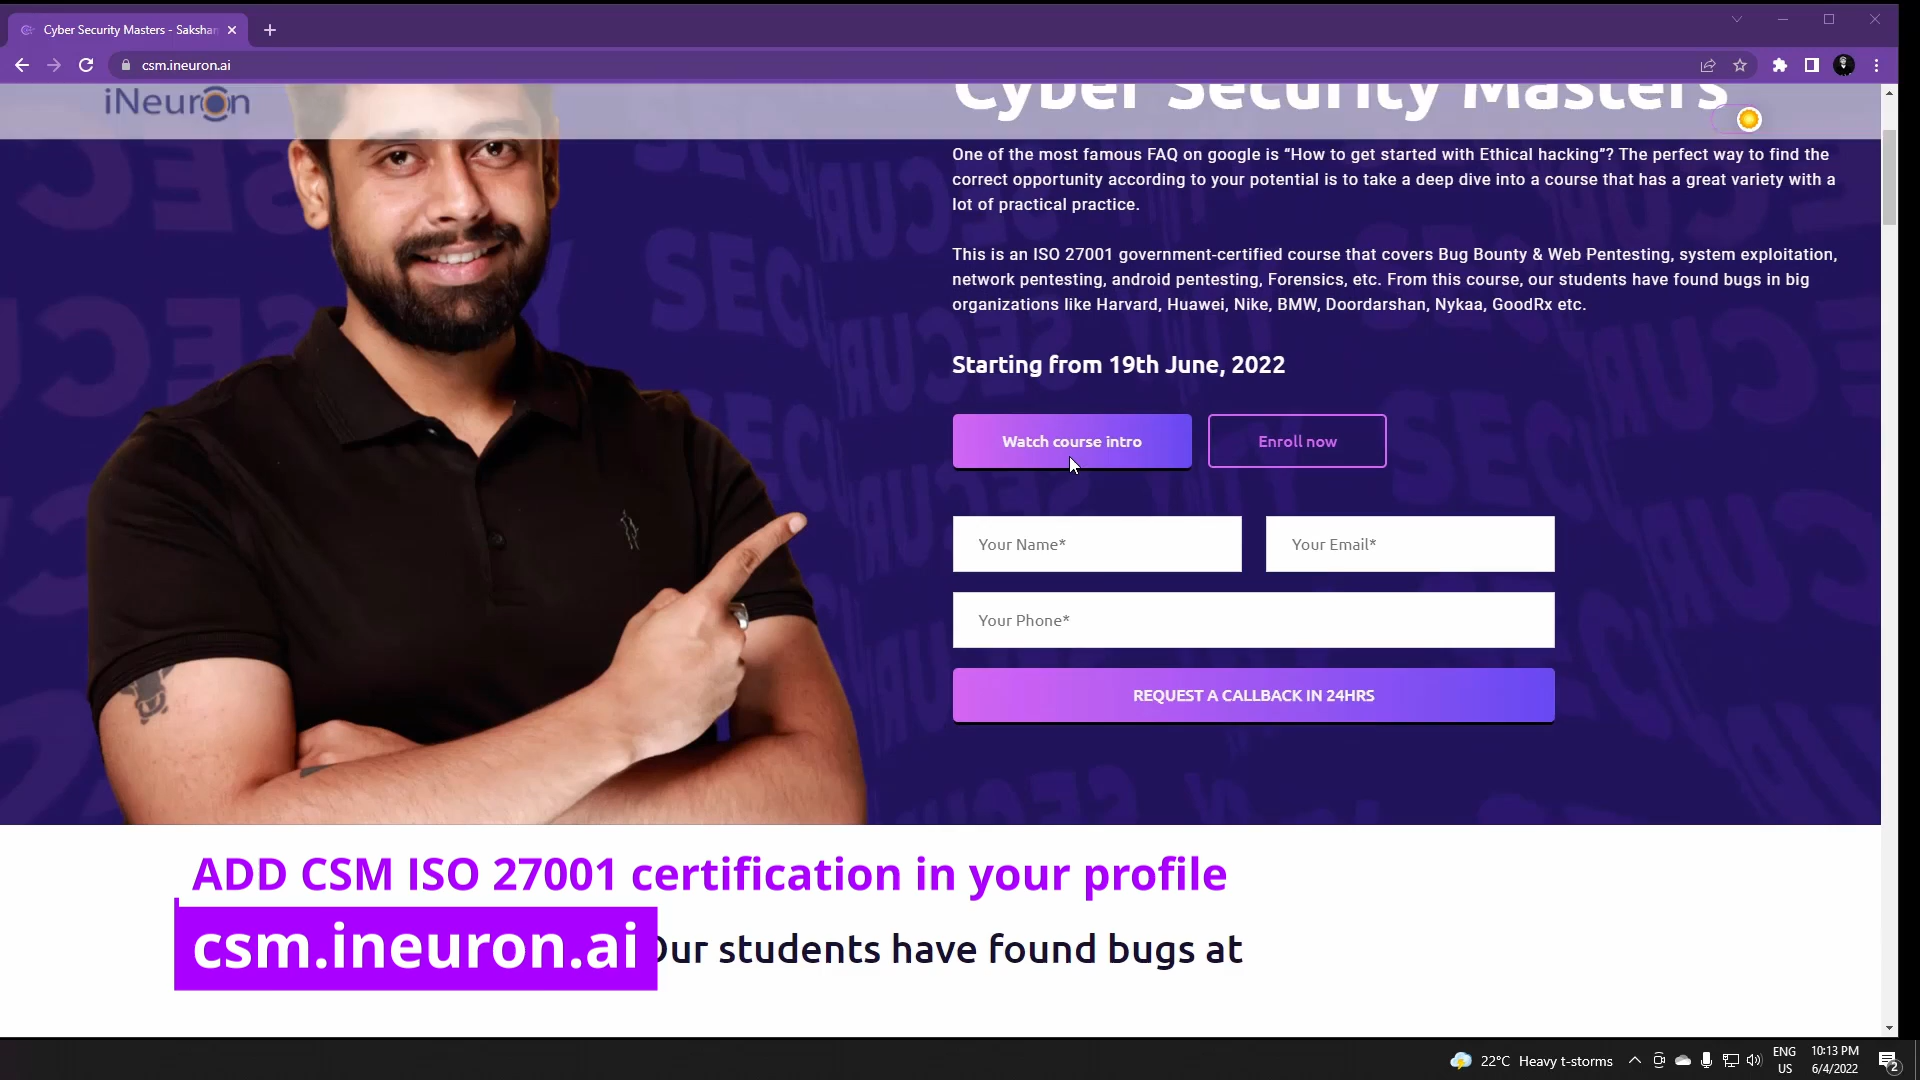 Cyber Security Masters - Sakshan
csm.ineuron.ai
iNeuron
Cyber Security Masters
One of the most famous FAQ on google is “How to get started with Ethical hacking”? The perfect way to find the
correct opportunity according to your potential is to take a deep dive into a course that has a great variety with a
lot of practical practice.
This is an ISO 27001 government-certified course that covers Bug Bounty & Web Pentesting, system exploitation,
network pentesting, android pentesting, Forensics, etc. From this course, our students have found bugs in big
organizations like Harvard, Huawei, Nike, BMW, Doordarshan, Nykaa, GoodRx etc.
Starting from 19th June, 2022
Watch course intro
Enroll now
Your Name*
Your Email*
Your Phone*
REQUEST A CALLBACK IN 24HRS
ADD CSM ISO 27001 certification in your profile
csm.ineuron.ai
Our students have found bugs at
22°C Heavy t-storms
ENG
US
10:13 PM
6/4/2022
2